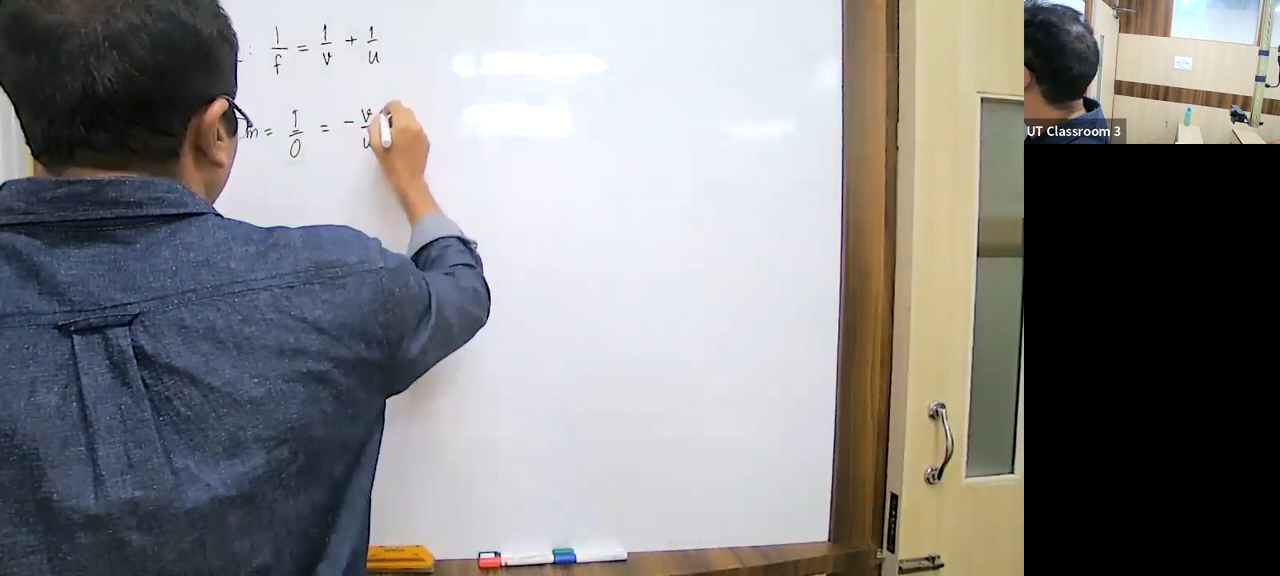 : 1/f = 1/v + 1/u
m = I/O = - v/u
UT Classroom 3